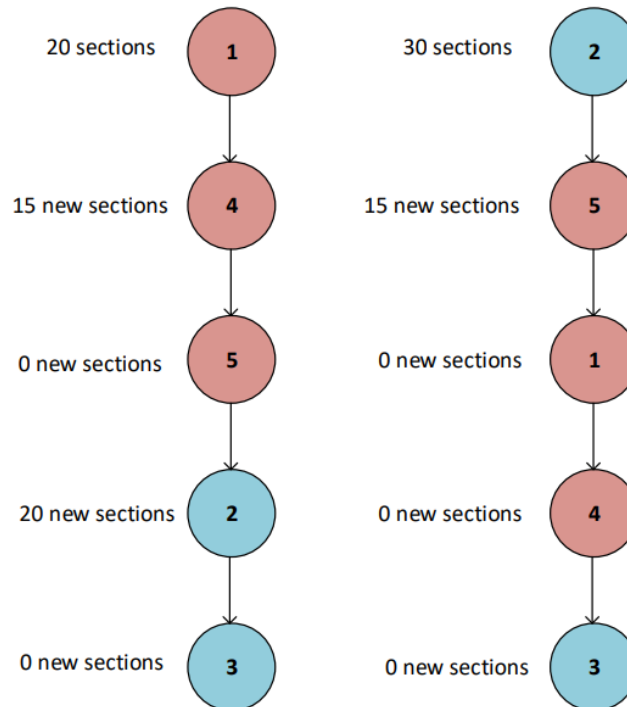 20 sections 1
15 new sections 4
0 new sections 5
20 new sections 2
0 new sections 3
30 sections 2
15 new sections 5
0 new sections 1
0 new sections 4
0 new sections 3